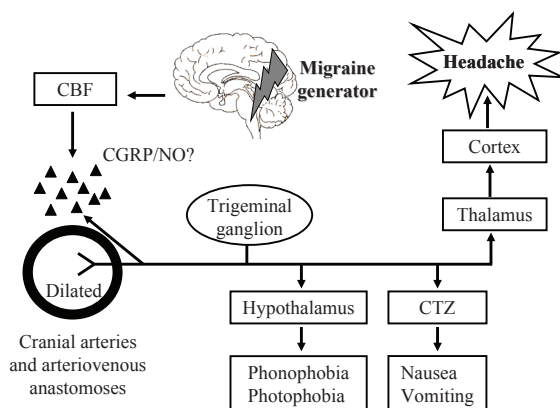 Migraine
generator
CBF
CGRP/NO?
Headache
Cortex
Thalamus
Trigeminal
ganglion
Dilated
Cranial arteries
and arteriovenous
anastomoses
Hypothalamus
CTZ
Phonophobia
Photophobia
Nausea
Vomiting